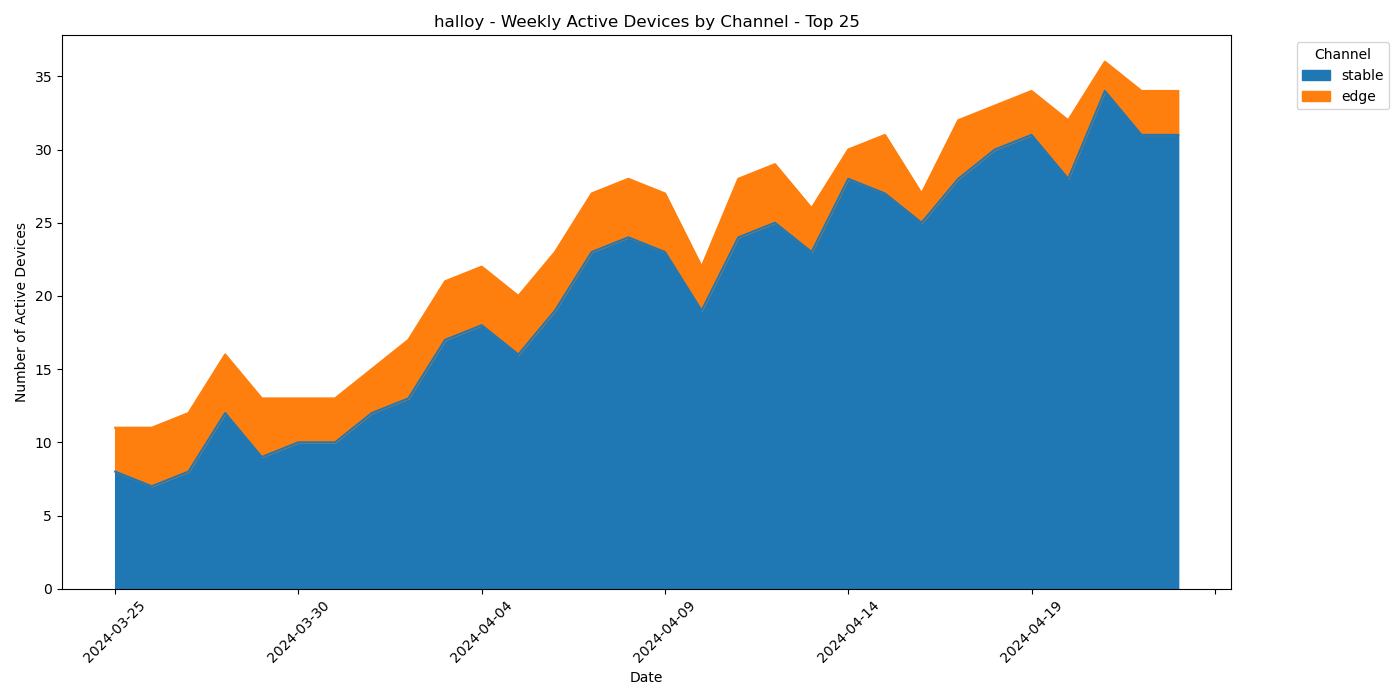 halloy - Weekly Active Devices by Channel - Top 25
Channel
stable
edge
Number of Active Devices
35
30
25
20
15
10
5
0
2024-03-25
2024-03-30
2024-04-04
2024-04-09
2024-04-14
2024-04-19
Date